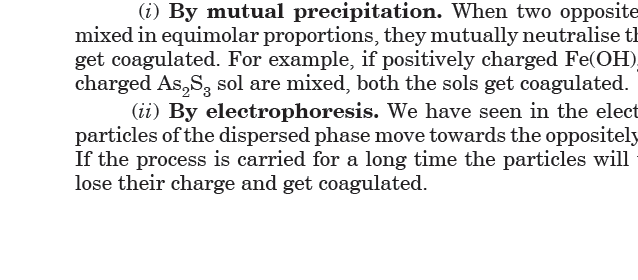 (i) By mutual precipitation. When two opposite
mixed in equimolar proportions, they mutually neutralise
get coagulated. For example, if positively charged Fe(OH)
charged As₂S₃ sol are mixed, both the sols get coagulated.
(ii) By electrophoresis. We have seen in the elect
particles of the dispersed phase move towards the oppositely
If the process is carried for a long time the particles will
lose their charge and get coagulated.